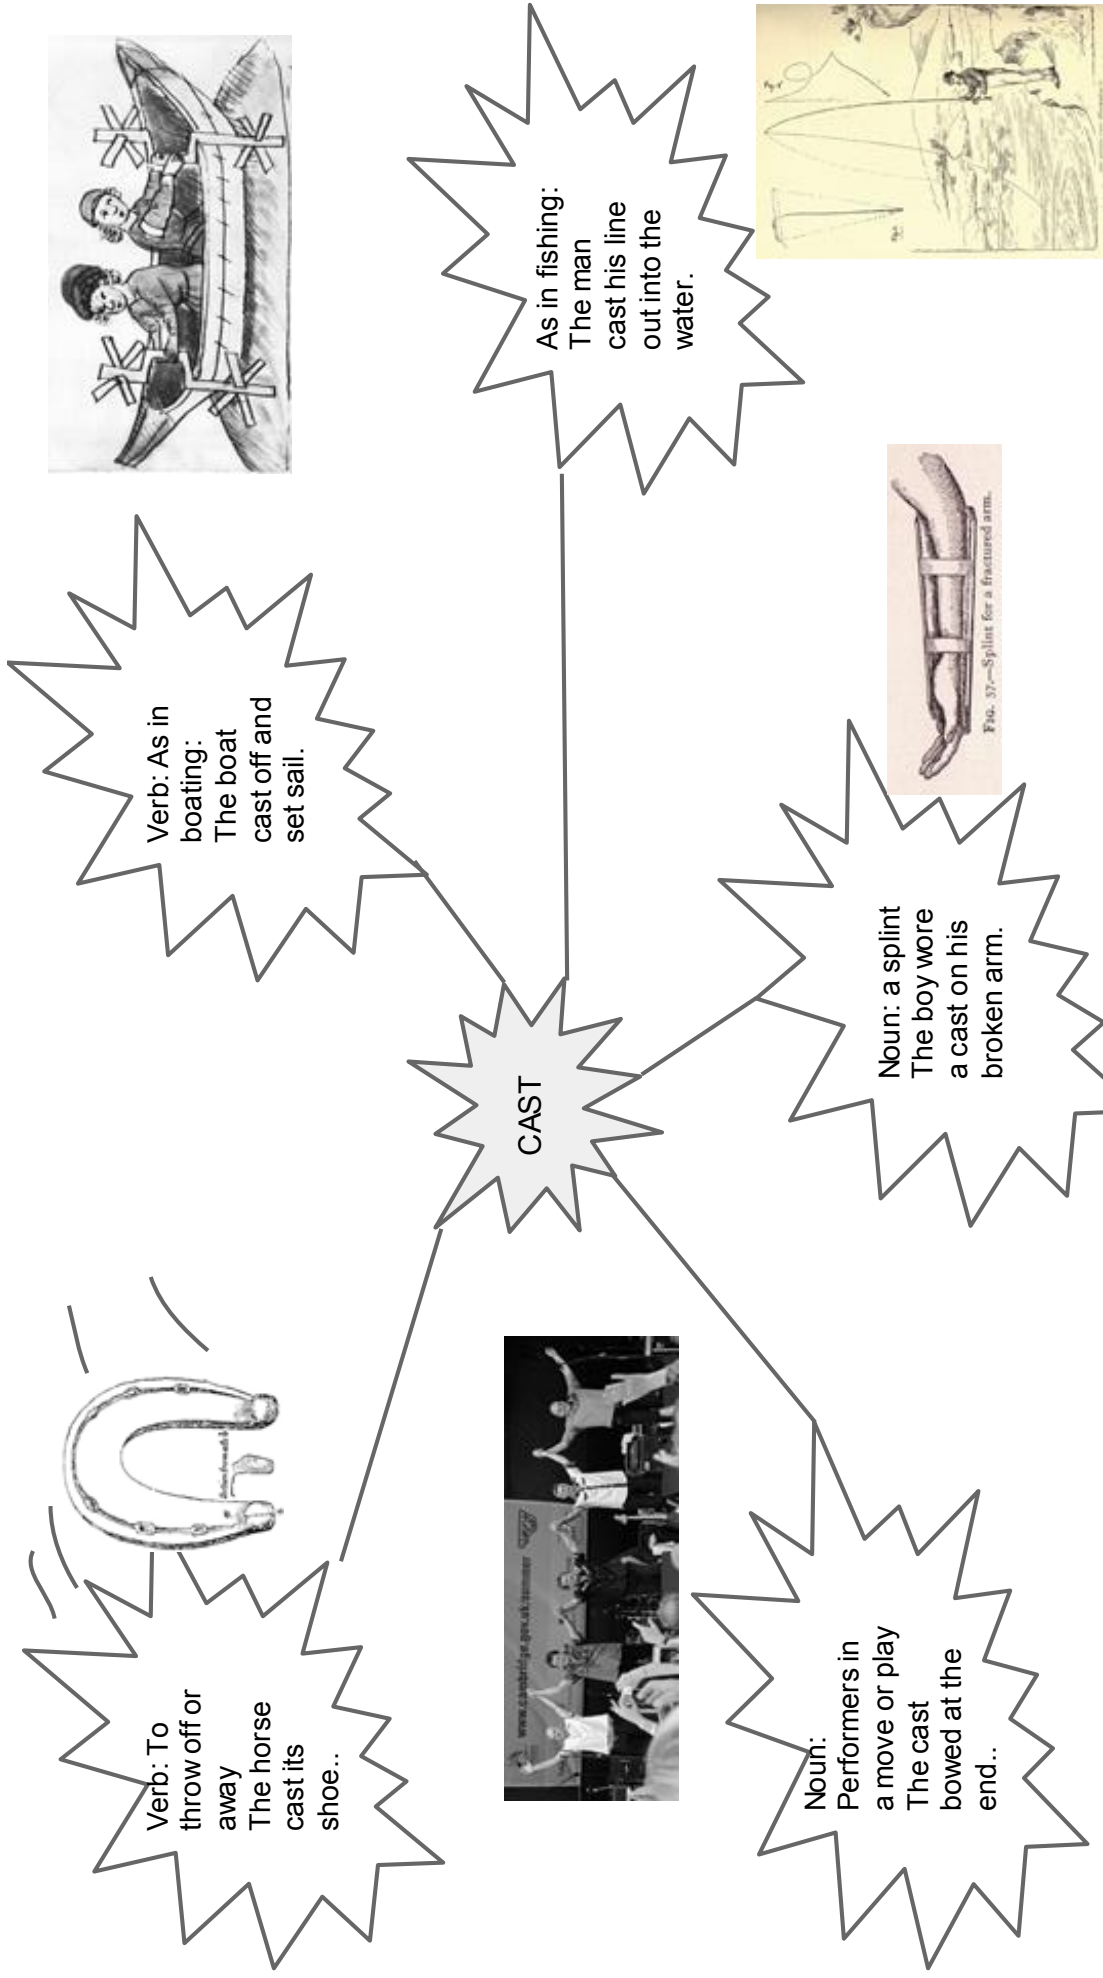 Verb: To
throw off or
away
The horse
cast its
shoe..
Verb: As in
boating:
The boat
cast off and
set sail.
As in fishing:
The man
cast his line
out into the
water.
CAST
www.cambridge.gov.uk/summer
Noun:
Performers in
a move or play
The cast
bowed at the
end..
Noun: a splint
The boy wore
a cast on his
broken arm.
Fig. 37.—Splint for a fractured arm.